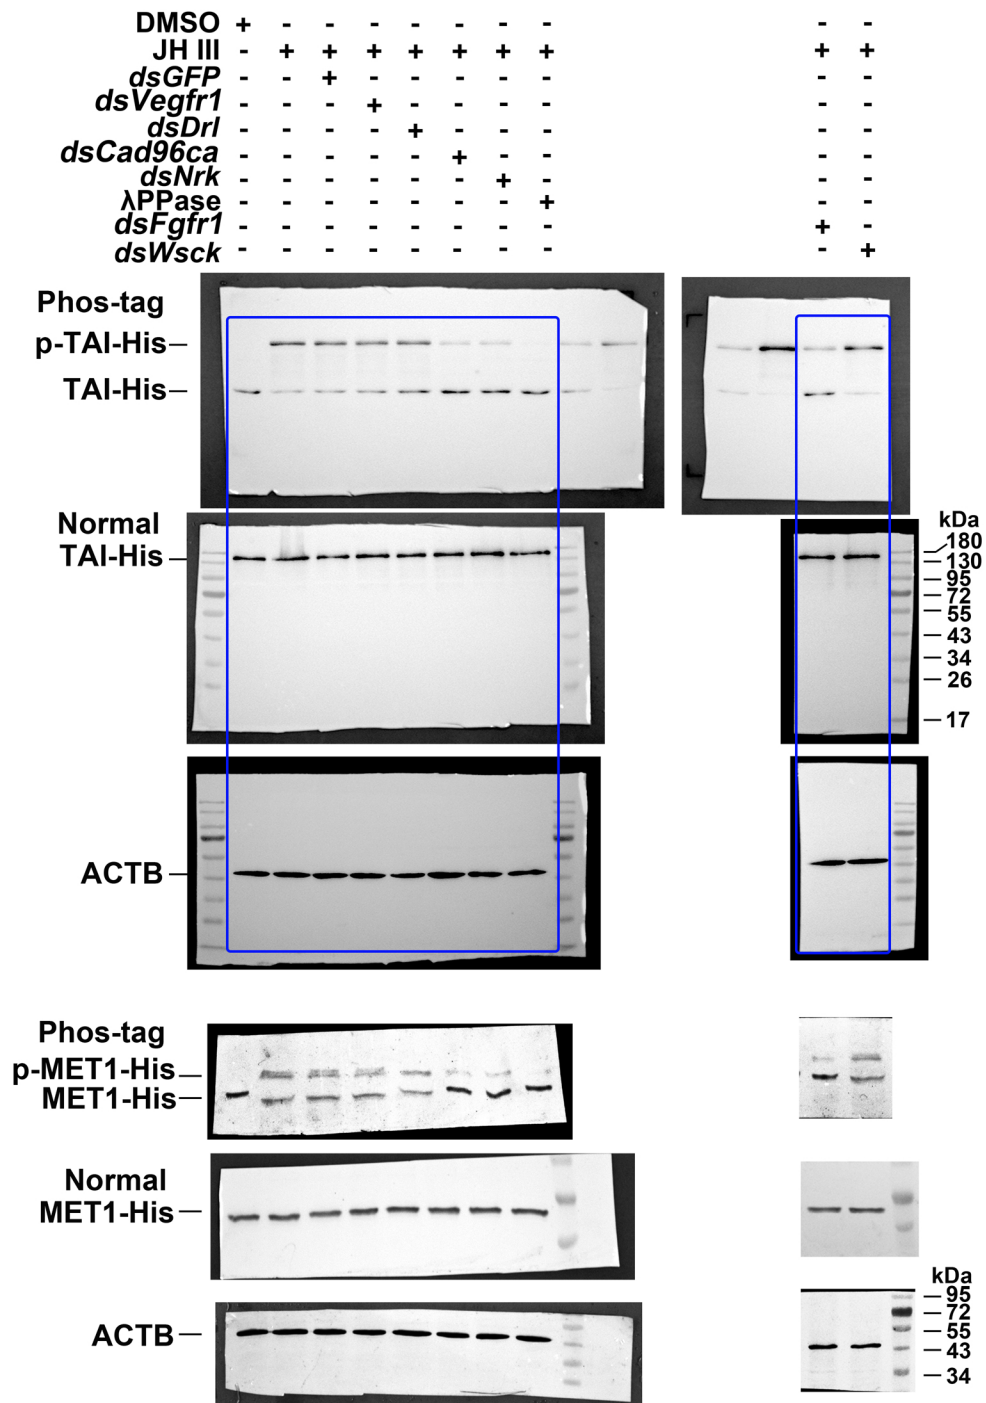 DMSO + - - - - - - - - -
JH III - + + + + + + + + +
dsGFP - - + - - - - - - -
dsVegfr1 - - - + - - - - - -
dsDrl - - - - + - - - - -
dsCad96ca - - - - - + - - - -
dsNrk - - - - - - + - - -
λPPase - - - - - - - + - -
dsFgfr1 - - - - - - - - + -
dsWsck - - - - - - - - - +
Phos-tag
p-TAI-His
TAI-His
Normal
TAI-His
kDa
180
130
95
72
55
43
34
26
17
ACTB
Phos-tag
p-MET1-His
MET1-His
Normal
MET1-His
ACTB
kDa
95
72
55
43
34